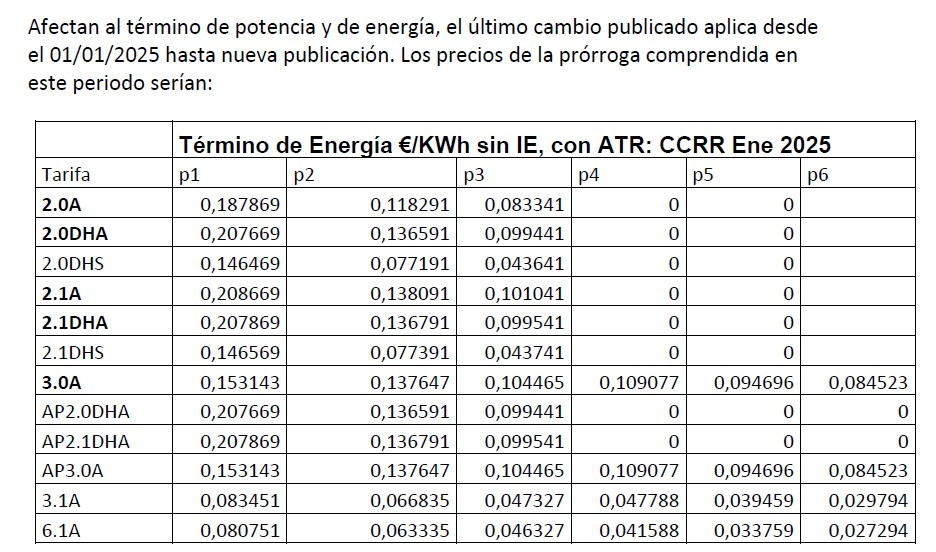 Afectan al término de potencia y de energía, el último cambio publicado aplica desde
el 01/01/2025 hasta nueva publicación. Los precios de la prórroga comprendida en
este periodo serían:
Término de Energía €/KWh sin IE, con ATR: CCRR Ene 2025
Tarifa p1 p2 p3 p4 p5 p6
2.0A 0,187869 0,118291 0,083341 0 0
2.0DHA 0,207669 0,136591 0,099441 0 0
2.0DHS 0,146469 0,077191 0,043641 0 0
2.1A 0,208669 0,138091 0,101041 0 0
2.1DHA 0,207869 0,136791 0,099541 0 0
2.1DHS 0,146569 0,077391 0,043741 0 0
3.0A 0,153143 0,137647 0,104465 0,109077 0,094696 0,084523
AP2.0DHA 0,207669 0,136591 0,099441 0 0 0
AP2.1DHA 0,207869 0,136791 0,099541 0 0 0
AP3.0A 0,153143 0,137647 0,104465 0,109077 0,094696 0,084523
3.1A 0,083451 0,066835 0,047327 0,047788 0,039459 0,029794
6.1A 0,080751 0,063335 0,046327 0,041588 0,033759 0,027294